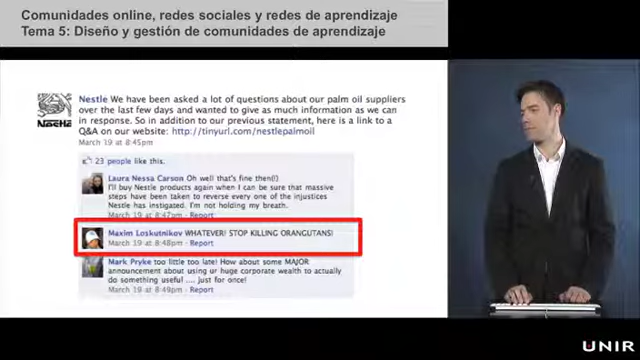 Comunidades online, redes sociales y redes de aprendizaje
Tema 5: Diseño y gestión de comunidades de aprendizaje
Nestle We have been asked a lot of questions about our palm oil suppliers
over the last few days and wanted to give as much information as we can
in response. So in addition to our previous statement, here is a link to a
Q&A on our website: http://tinyurl.com/nestlepalmoil
March 19 at 8:45pm
23 people like this.
Laura Nessa Carson Oh well that's fine then(!)
I'll buy Nestle products again when I can be sure that massive
steps have been taken to reverse every one of the injustices
Nestle has instigated. I'm not holding my breath.
March 19 at 8:47pm · Report
Maxim Loskutnikov WHATEVER! STOP KILLING ORANGUTANS!
March 19 at 8:48pm · Report
Mark Pryke too little too late! How about some MAJOR
announcement about using ur huge corporate wealth to actually
do something useful .... just for once!
March 19 at 8:49pm · Report
UNIR